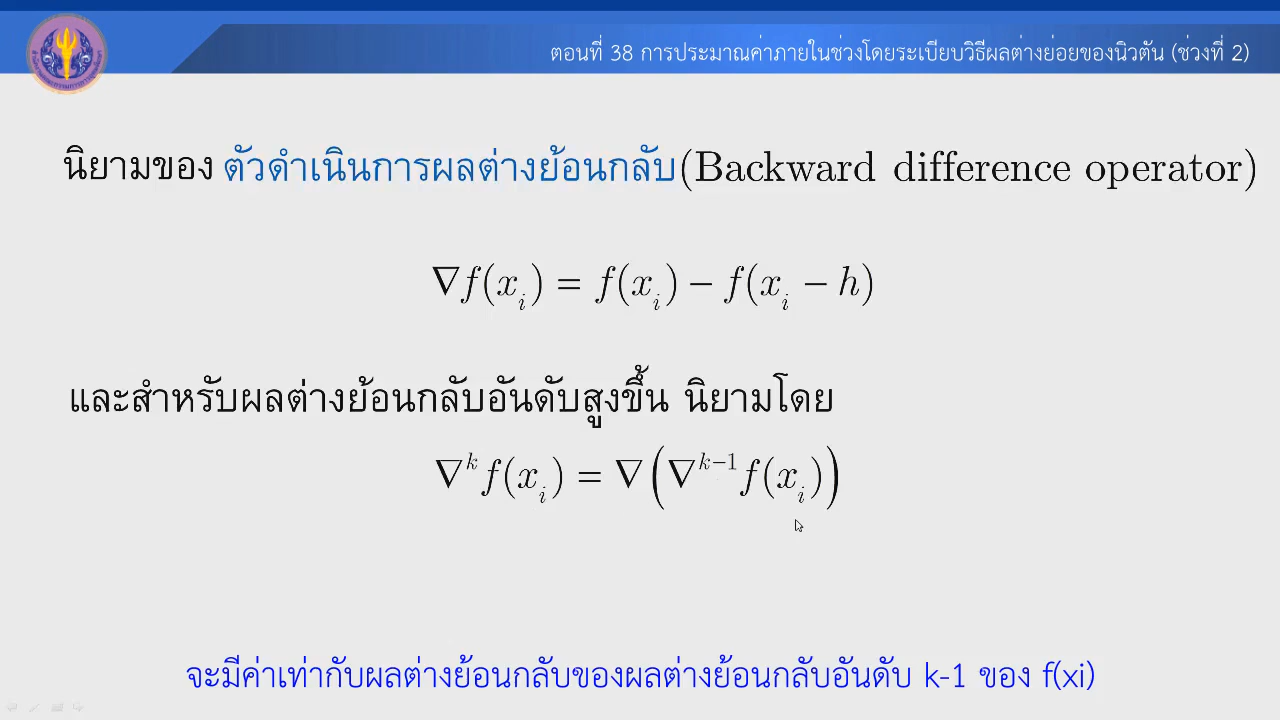 ตอนที่ 38 การประมาณค่าภายในช่วงโดยระเบียบวิธีผลต่างย่อยของนิวตัน (ช่วงที่ 2)
นิยามของ ตัวดำเนินการผลต่างย้อนกลับ(Backward difference operator)
∇f(x_i) = f(x_i) − f(x_i − h)
และสำหรับผลต่างย้อนกลับอันดับสูงขึ้น นิยามโดย
∇^k f(x_i) = ∇(∇^{k−1} f(x_i))
จะมีค่าเท่ากับผลต่างย้อนกลับของผลต่างย้อนกลับอันดับ k-1 ของ f(xi)